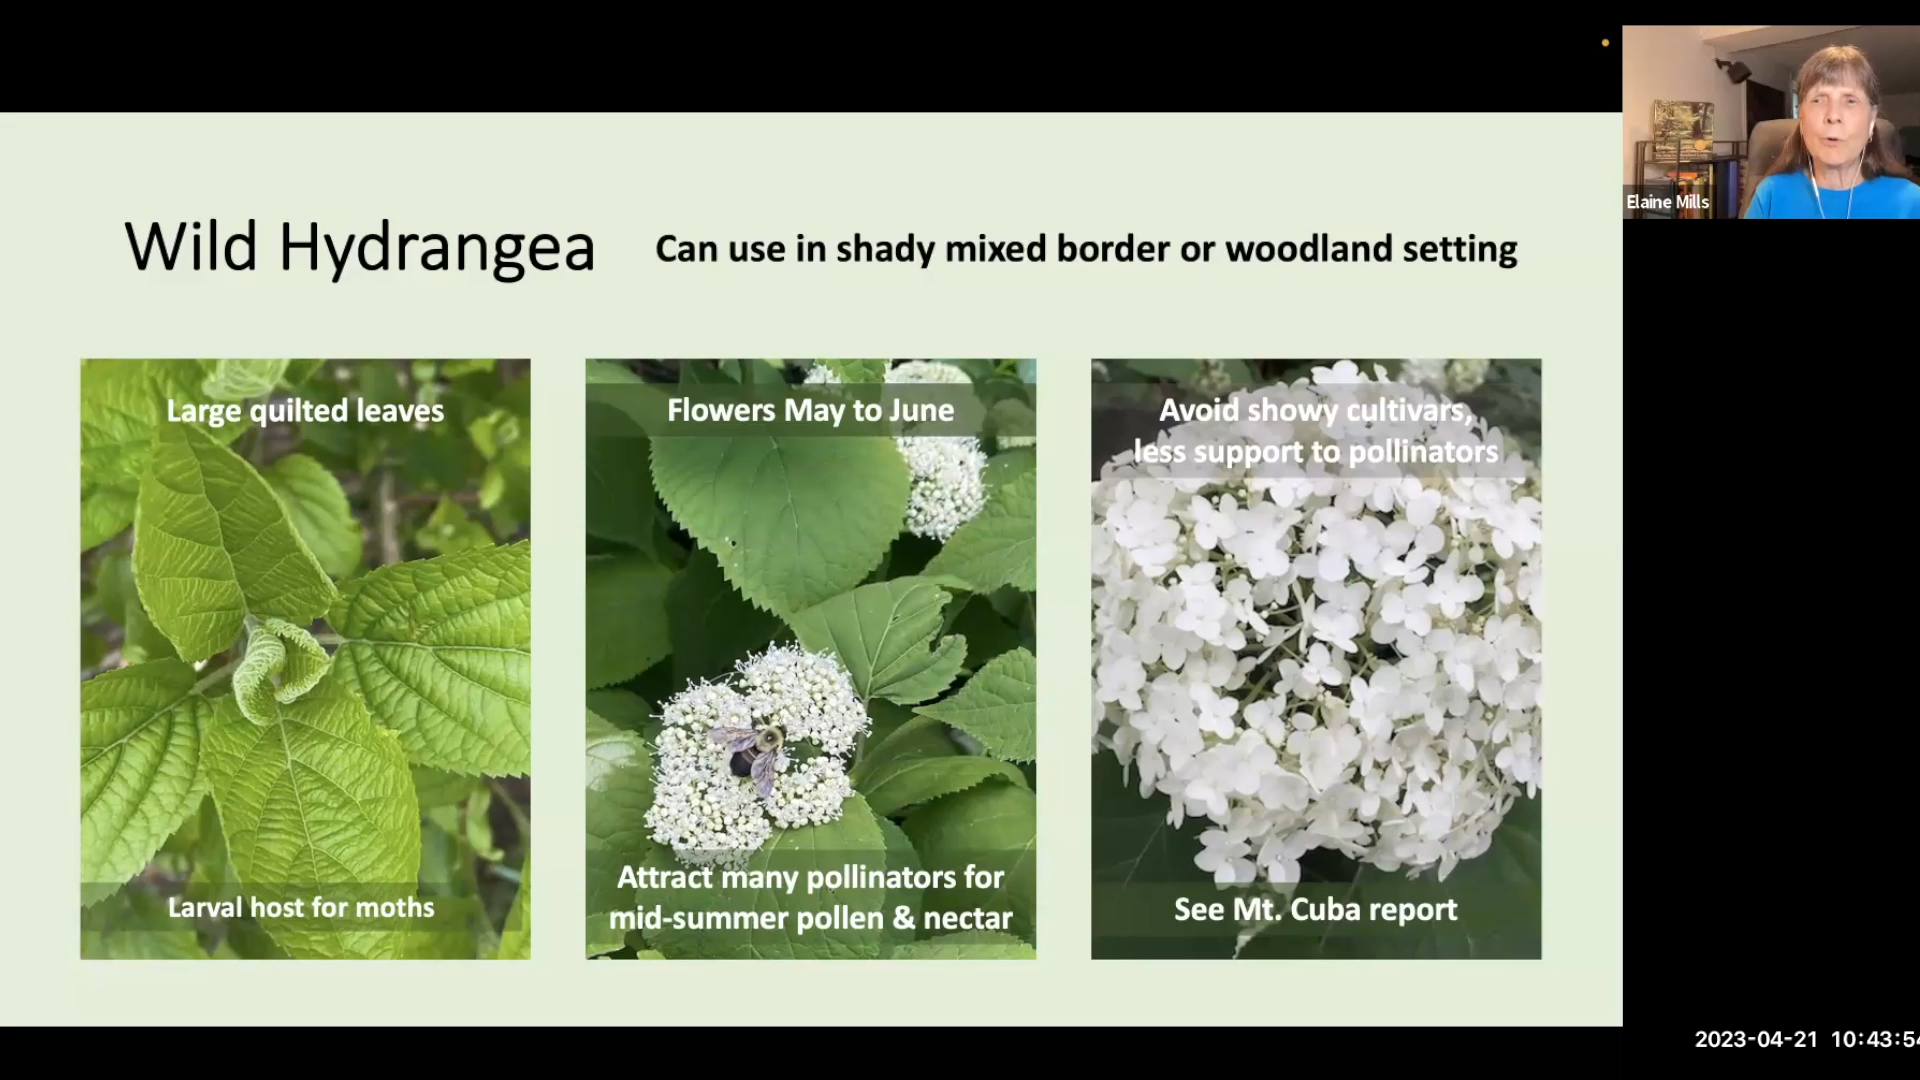 Wild Hydrangea
Can use in shady mixed border or woodland setting
Large quilted leaves
Larval host for moths
Flowers May to June
Attract many pollinators for
mid-summer pollen & nectar
Avoid showy cultivars,
less support to pollinators
See Mt. Cuba report
Elaine Mills
2023-04-21 10:43:54